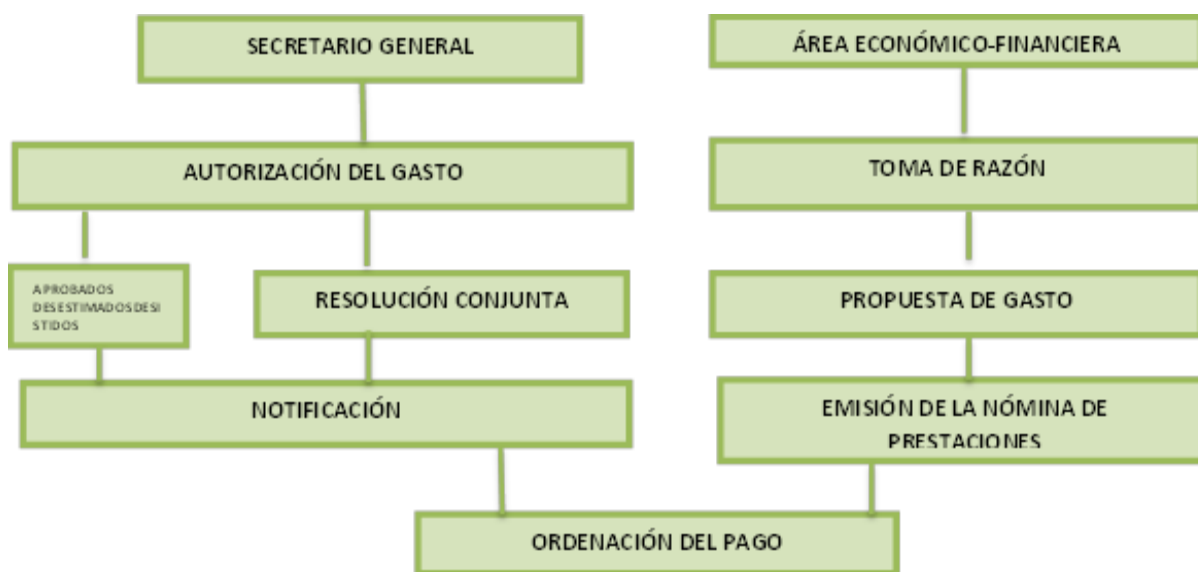 SECRETARIO GENERAL
ÁREA ECONÓMICO-FINANCIERA
AUTORIZACIÓN DEL GASTO
TOMA DE RAZÓN
APROBADOS
DESESTIMADOSDESI
STIDOS
RESOLUCIÓN CONJUNTA
PROPUESTA DE GASTO
NOTIFICACIÓN
EMISIÓN DE LA NÓMINA DE
PRESTACIONES
ORDENACIÓN DEL PAGO